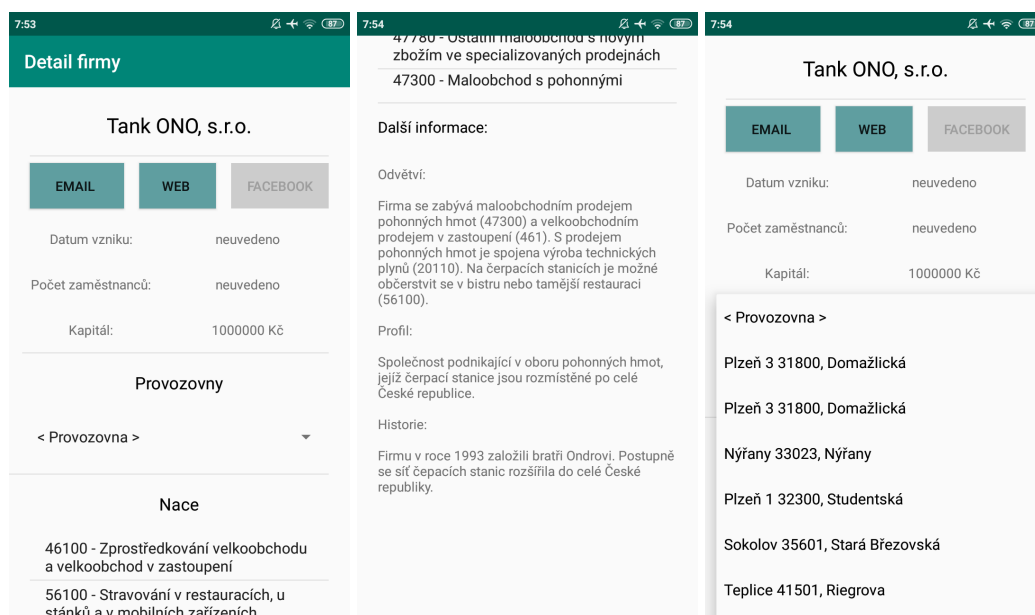 7:53
87
Detail firmy
Tank ONO, s.r.o.
EMAIL
WEB
FACEBOOK
Datum vzniku:
neuvedeno
Počet zaměstnanců:
neuvedeno
Kapitál:
1000000 Kč
Provozovny
< Provozovna >
Nace
46100 - Zprostředkování velkoobchodu
a velkoobchod v zastoupení
56100 - Stravování v restauracích, u
stánků a v mobilních zařízeních
7:54
87
47780 - Ostatní maloobchod s novým
zbožím ve specializovaných prodejnách
47300 - Maloobchod s pohonnými
Další informace:
Odvětví:
Firma se zabývá maloobchodním prodejem
pohonných hmot (47300) a velkoobchodním
prodejem v zastoupení (461). S prodejem
pohonných hmot je spojena výroba technických
plynů (20110). Na čerpacích stanicích je možné
občerstvit se v bistru nebo tamější restauraci
(56100).
Profil:
Společnost podnikající v oboru pohonných hmot,
jejíž čerpací stanice jsou rozmístěné po celé
České republice.
Historie:
Firmu v roce 1993 založili bratři Ondrovi. Postupně
se síť čepacích stanic rozšířila do celé České
republiky.
7:54
87
Tank ONO, s.r.o.
EMAIL
WEB
FACEBOOK
Datum vzniku:
neuvedeno
Počet zaměstnanců:
neuvedeno
Kapitál:
1000000 Kč
< Provozovna >
Plzeň 3 31800, Domažlická
Plzeň 3 31800, Domažlická
Nýřany 33023, Nýřany
Plzeň 1 32300, Studentská
Sokolov 35601, Stará Březovská
Teplice 41501, Riegrova